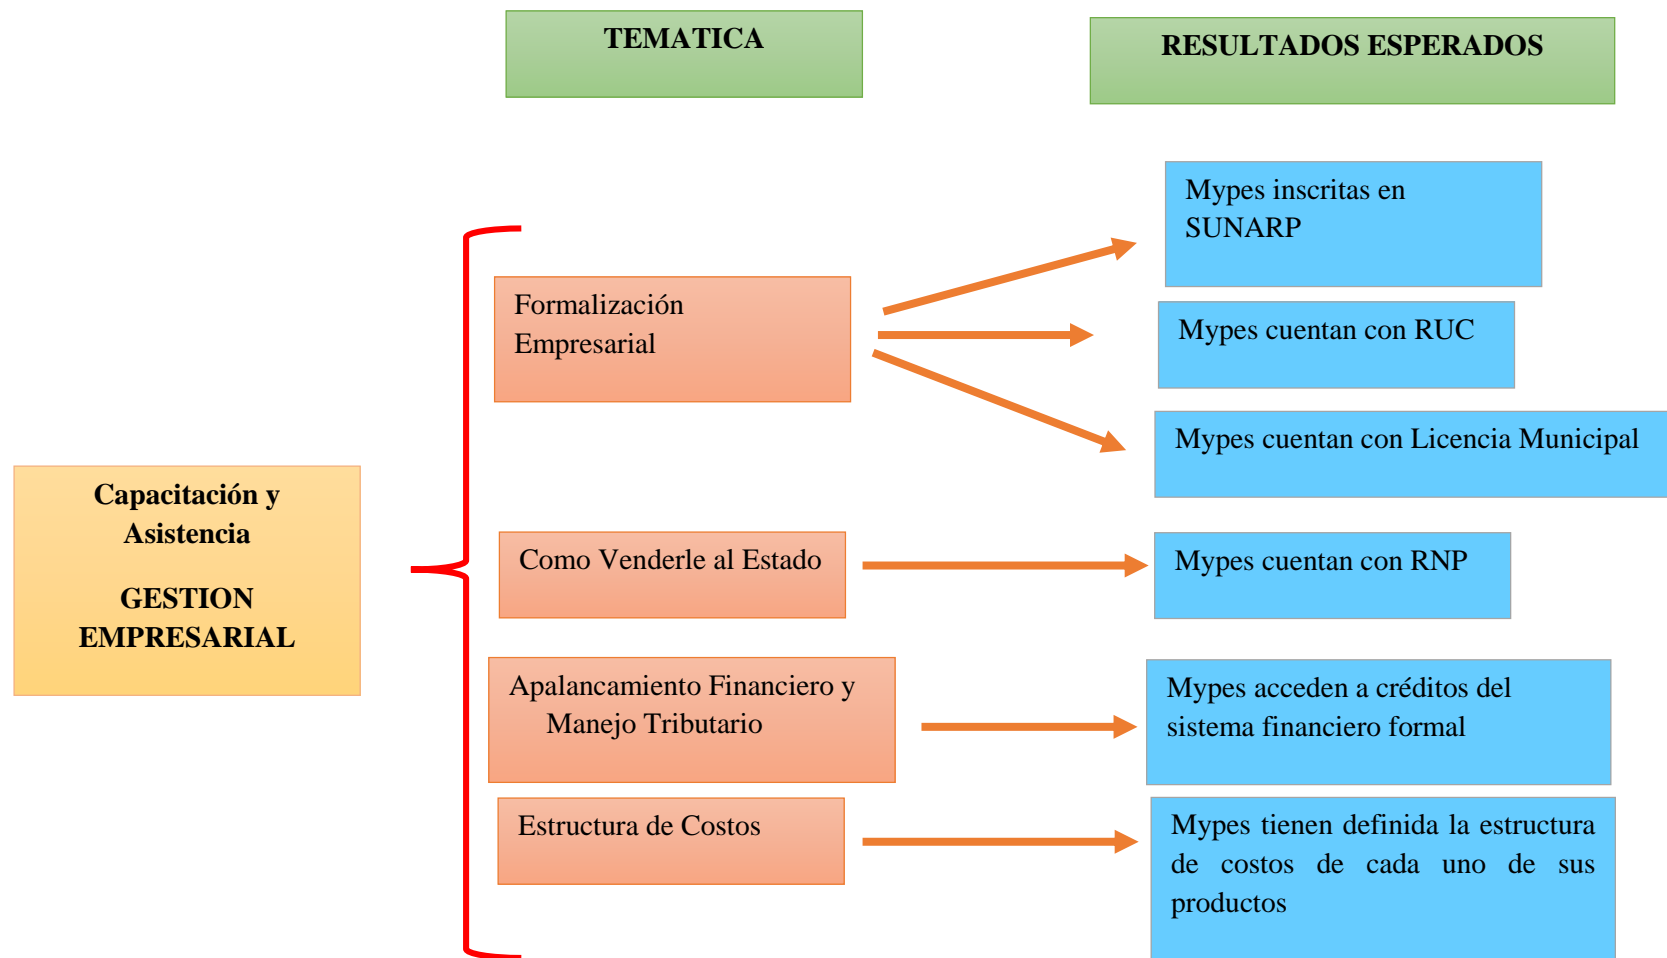 TEMATICA
RESULTADOS ESPERADOS
Capacitación y
Asistencia
GESTION
EMPRESARIAL
Formalización
Empresarial
Mypes inscritas en
SUNARP
Mypes cuentan con RUC
Mypes cuentan con Licencia Municipal
Como Venderle al Estado
Mypes cuentan con RNP
Apalancamiento Financiero y
Manejo Tributario
Mypes acceden a créditos del
sistema financiero formal
Estructura de Costos
Mypes tienen definida la estructura
de costos de cada uno de sus
productos